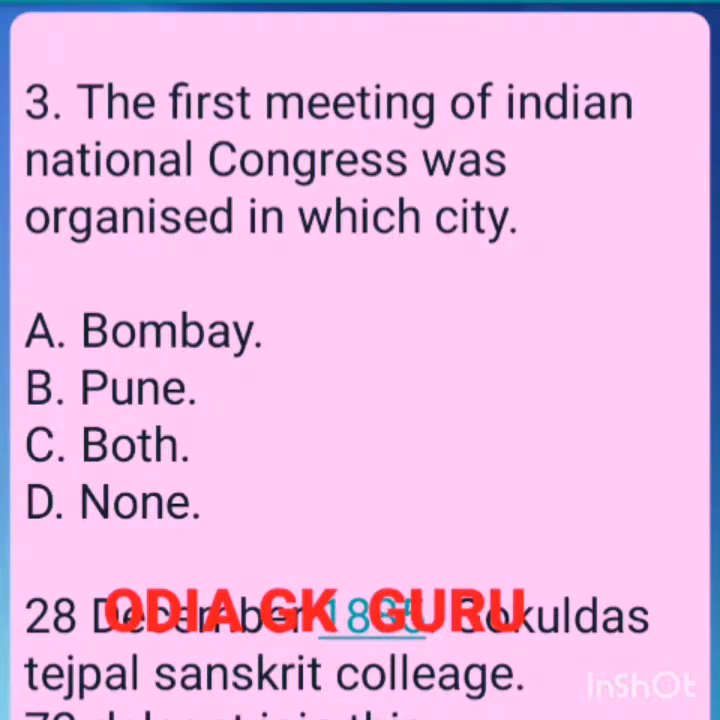 3. The first meeting of indian
national Congress was
organised in which city.
A. Bombay.
B. Pune.
C. Both.
D. None.
28 December 1885 Gokuldas
ODIA GK GURU
tejpal sanskrit colleage.
InShOt